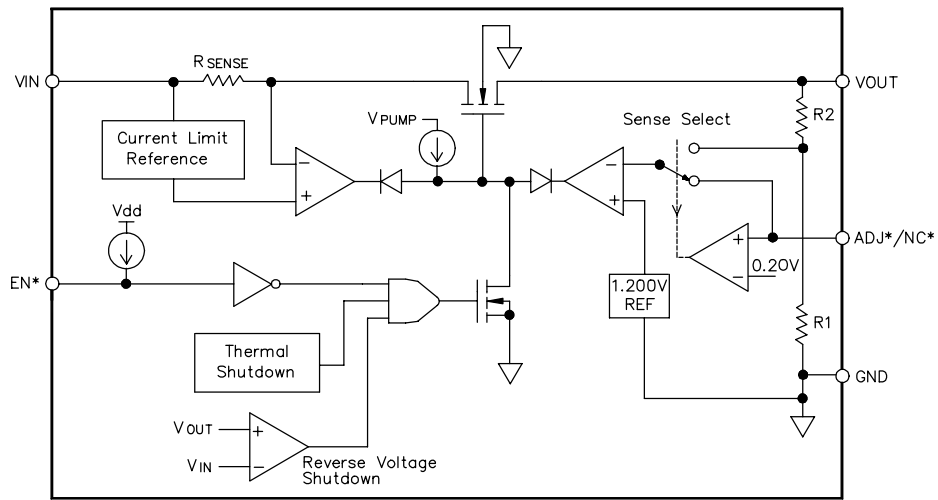 RSENSE
VIN
VOUT
R2
Sense Select
VPUMP
Current Limit
Reference
−
+
−
+
Vdd
ADJ*/NC*
+
−
0.20V
EN*
1.200V
REF
R1
Thermal
Shutdown
GND
VOUT
+
VIN
−
Reverse Voltage
Shutdown